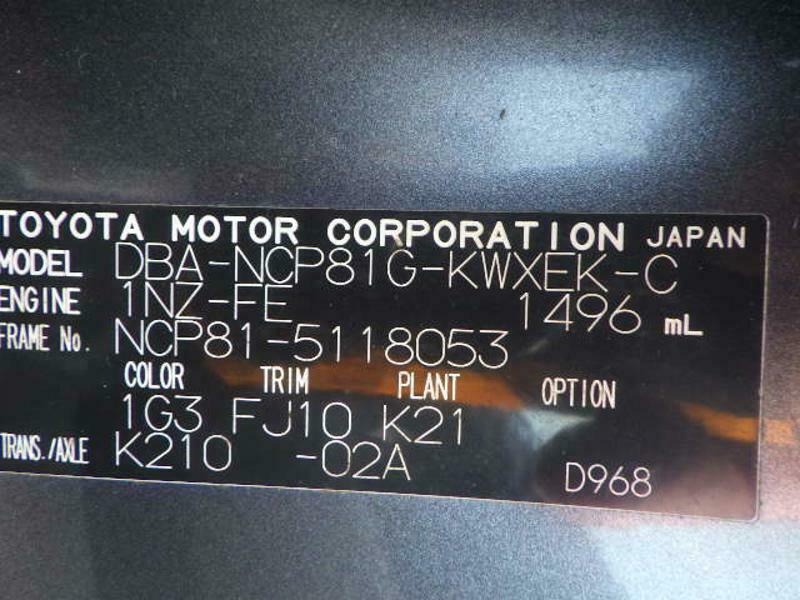 TOYOTA MOTOR CORPORATION JAPAN
MODEL DBA-NCP81G-KWXEK-C
ENGINE 1NZ-FE 1496 mL
FRAME No. NCP81-5118053
COLOR TRIM PLANT OPTION
1G3 FJ10 K21
TRANS./AXLE K210 -02A D968